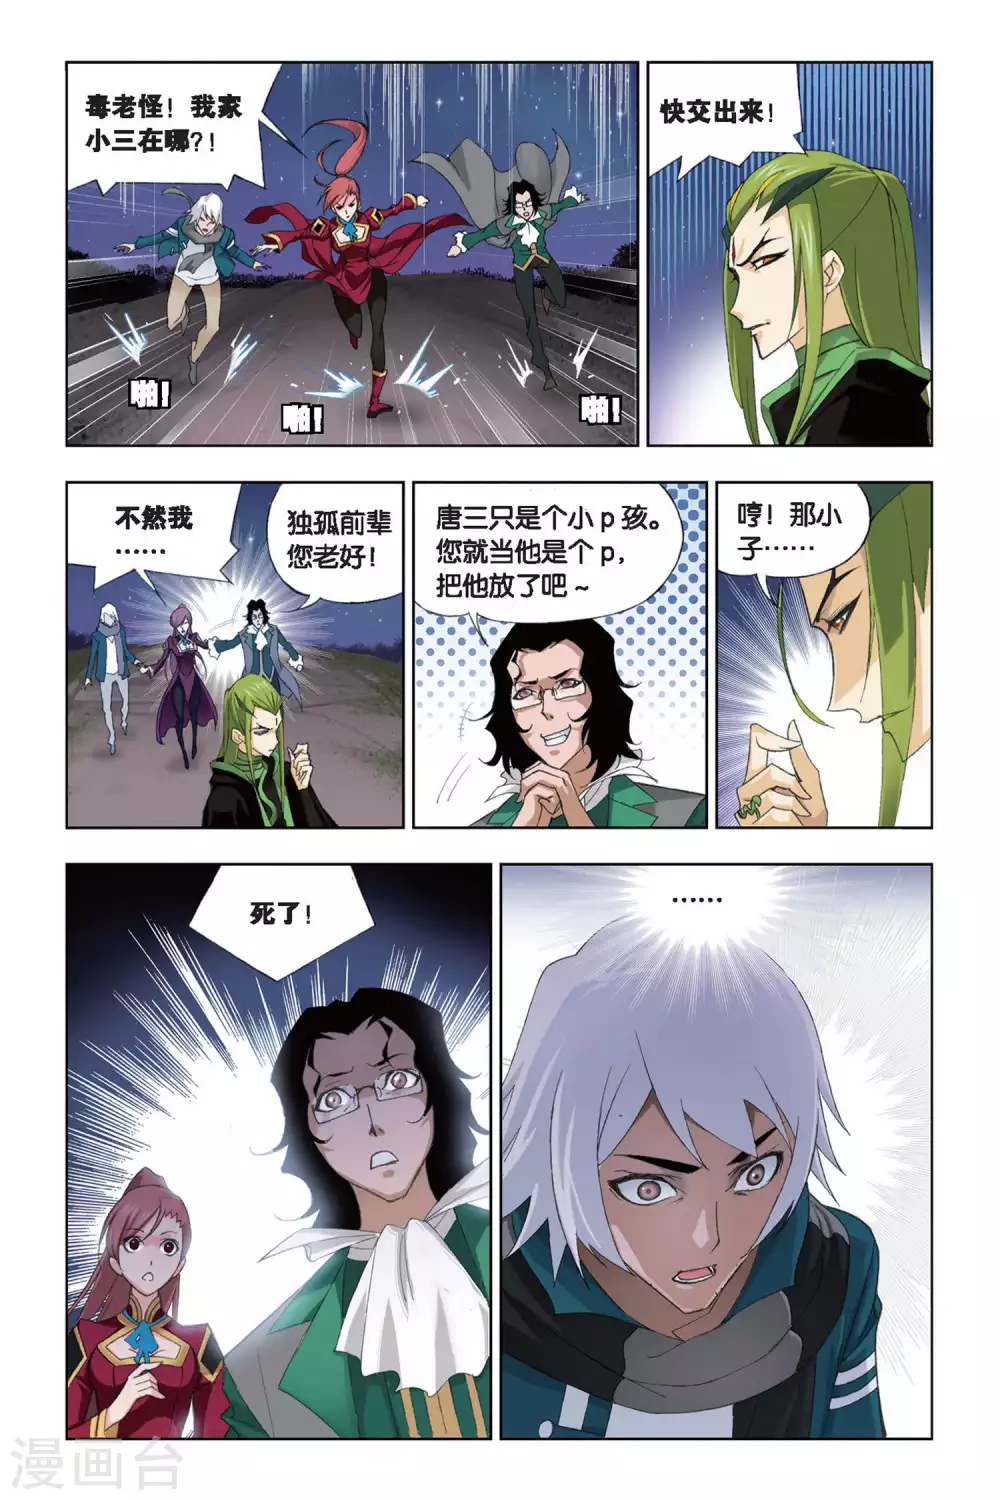 毒老怪！我家
小三在哪？！
啪！
啪！
啪！
快交出来！
不然我
……
独孤前辈
您老好！
唐三只是个小p孩。
您就当他是个p，
把他放了吧～
哼！那小
子……
死了！
……
漫画台